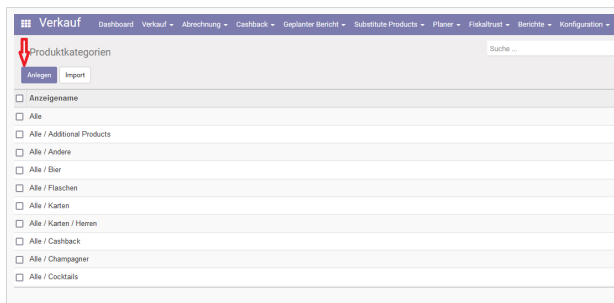 Verkauf Dashboard Verkauf Abrechnung Cashback Geplanter Bericht Substitute Products Planer Fiskaltrust Berichte Konfiguration
Produktkategorien
Suche ...
Anlegen Import
Anzeigename
Alle
Alle / Additional Products
Alle / Andere
Alle / Bier
Alle / Flaschen
Alle / Karten
Alle / Karten / Herren
Alle / Cashback
Alle / Champagner
Alle / Cocktails